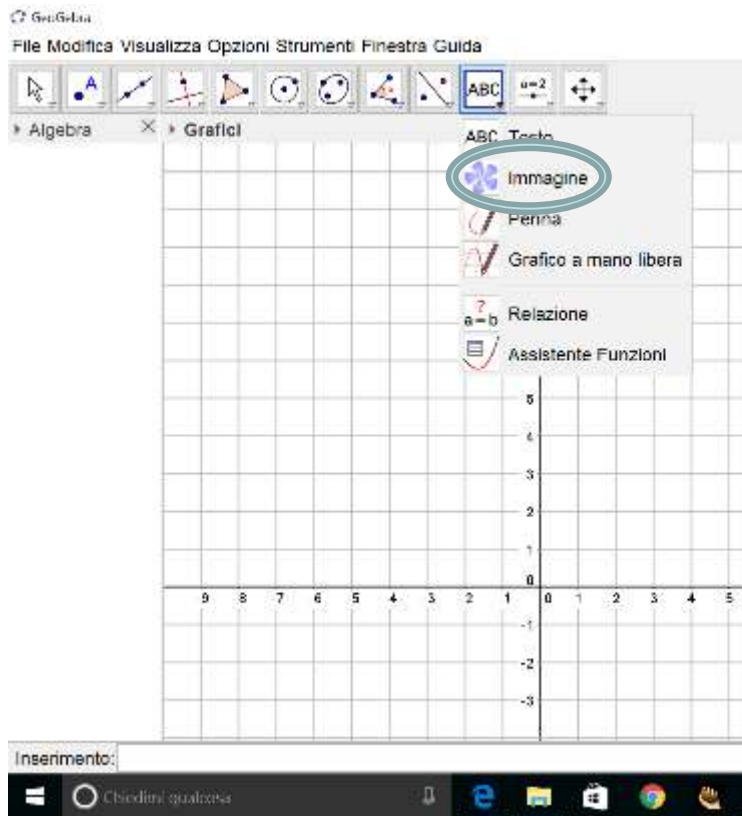 GeoGebra
File Modifica Visualizza Opzioni Strumenti Finestra Guida
A ABC a=2
Algebra Grafici
ABC Testo
Immagine
Penna
Grafico a mano libera
? a=b Relazione
Assistente Funzioni
5
4
3
2
1
0
9 8 7 6 5 4 3 2 1 0 1 2 3 4 5
-1
-2
-3
Inserimento:
Chiedimi qualcosa